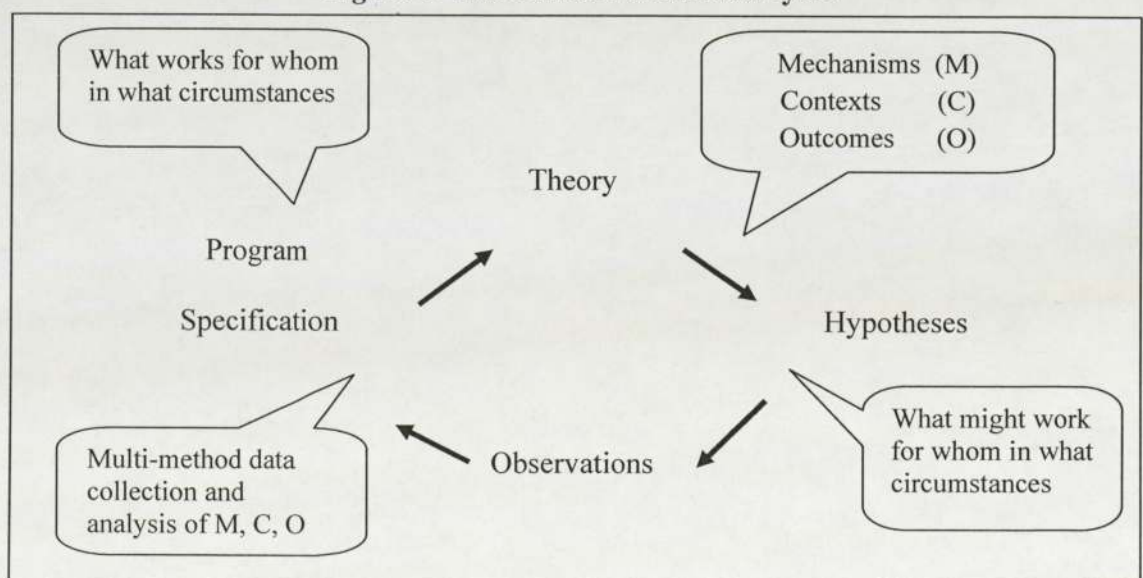 What works for whom
in what circumstances
Mechanisms (M)
Contexts (C)
Outcomes (O)
Theory
Program
Specification
Hypotheses
What might work
for whom in what
circumstances
Observations
Multi-method data
collection and
analysis of M, C, O